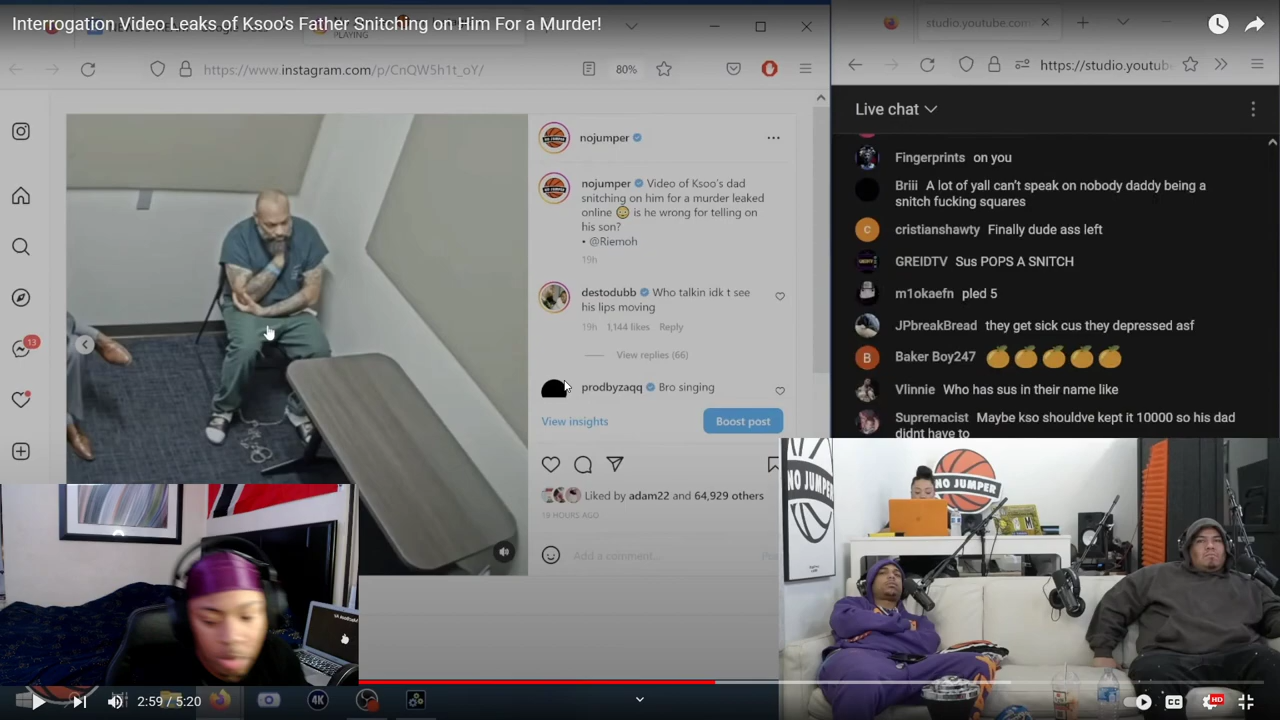 Interrogation Video Leaks of Ksoo's Father Snitching on Him For a Murder!
PLAYING
studio.youtube.com
https://www.instagram.com/p/CnQW5h1t_oY/
80%
https://studio.youtub
nojumper
nojumper Video of Ksoo's dad
snitching on him for a murder leaked
online 😳 is he wrong for telling on
his son?
• @Riemoh
19h
destodubb Who talkin idk t see
his lips moving
19h 1,144 likes Reply
View replies (66)
prodbyzaqq Bro singing
View insights
Boost post
Liked by adam22 and 64,929 others
19 HOURS AGO
Add a comment...
13
Live chat
Fingerprints on you
Briii A lot of yall can't speak on nobody daddy being a
snitch fucking squares
C
cristianshawty Finally dude ass left
GREIDTV Sus POPS A SNITCH
m1okaefn pled 5
JPbreakBread they get sick cus they depressed asf
B
Baker Boy247 🍊🍊🍊🍊🍊
Vlinnie Who has sus in their name like
Supremacist Maybe kso shouldve kept it 10000 so his dad
didnt have to
NO JUMPER
NO JUMPER
4K
2:59 / 5:20
CC
HD